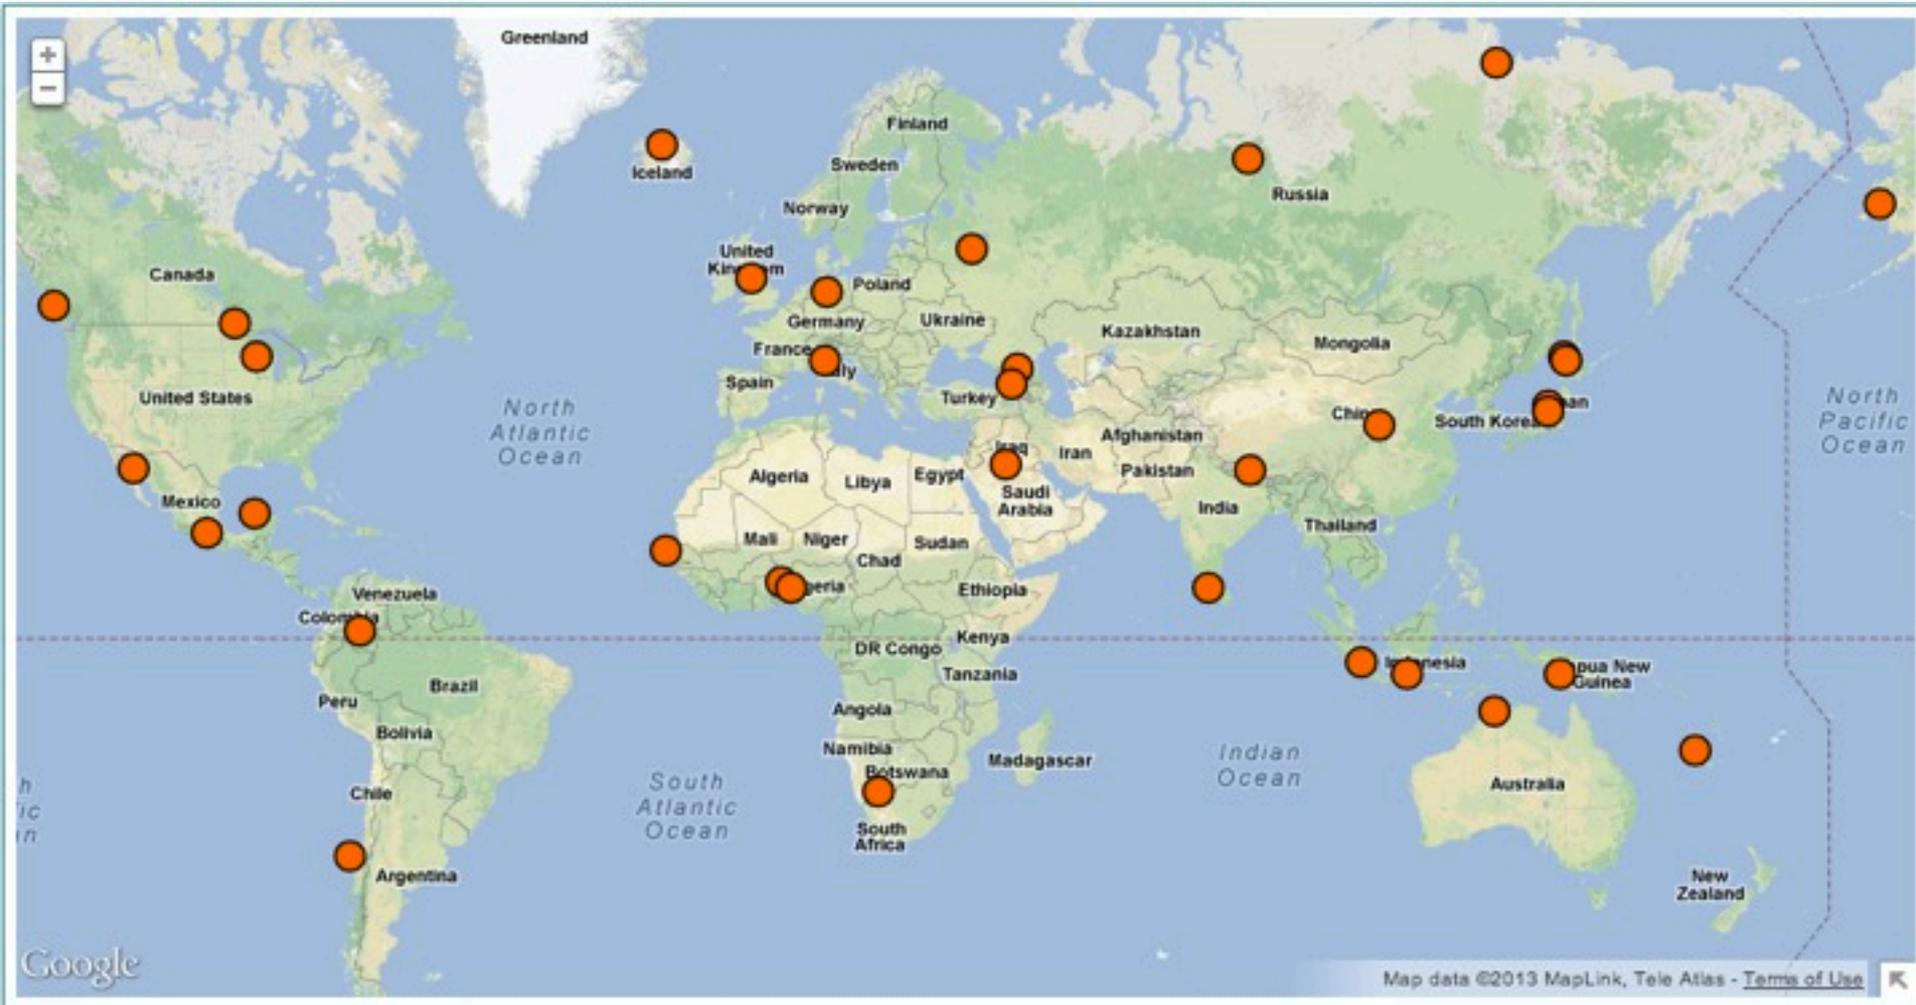 +
Greenland
−
Finland
Iceland
Sweden
Russia
Norway
United
Canada
Poland
Germany
Ukraine
Kazakhstan
Mongolia
France
Spain
Turkey
United States
North
Atlantic
Ocean
North
Pacific
Ocean
South Korea
Afghanistan
Iraq
Iran
Pakistan
Algeria
Libya
Egypt
Saudi
Arabia
Mexico
India
Thailand
Mali
Niger
Sudan
Chad
Ethiopia
Venezuela
Colombia
Kenya
DR Congo
Tanzania
Indonesia
Guinea
Brazil
Peru
Angola
Bolivia
Namibia
Madagascar
Botswana
Indian
Ocean
South
Atlantic
Ocean
Chile
Australia
South
Africa
Argentina
New
Zealand
Google
Map data ©2013 MapLink, Tele Atlas - Terms of Use